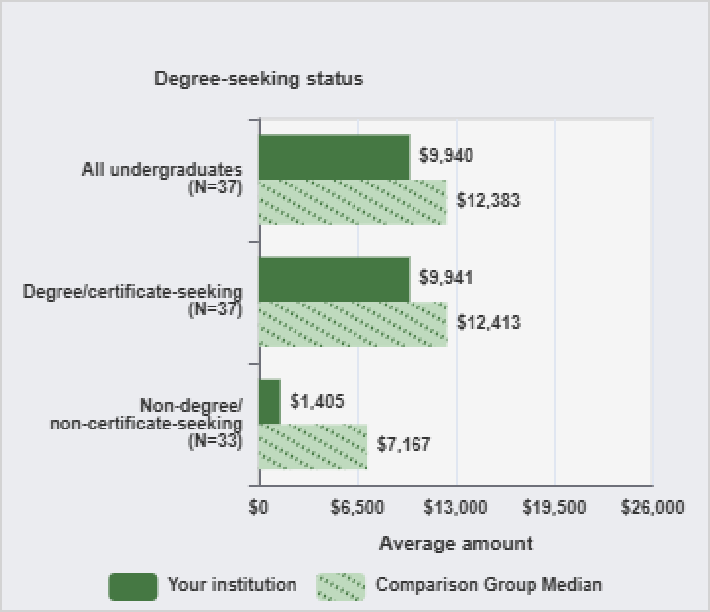 Degree-seeking status
All undergraduates
(N=37)
$9,940
$12,383
Degree/certificate-seeking
(N=37)
$9,941
$12,413
Non-degree/
non-certificate-seeking
(N=33)
$1,405
$7,167
$0 $6,500 $13,000 $19,500 $26,000
Average amount
Your institution Comparison Group Median